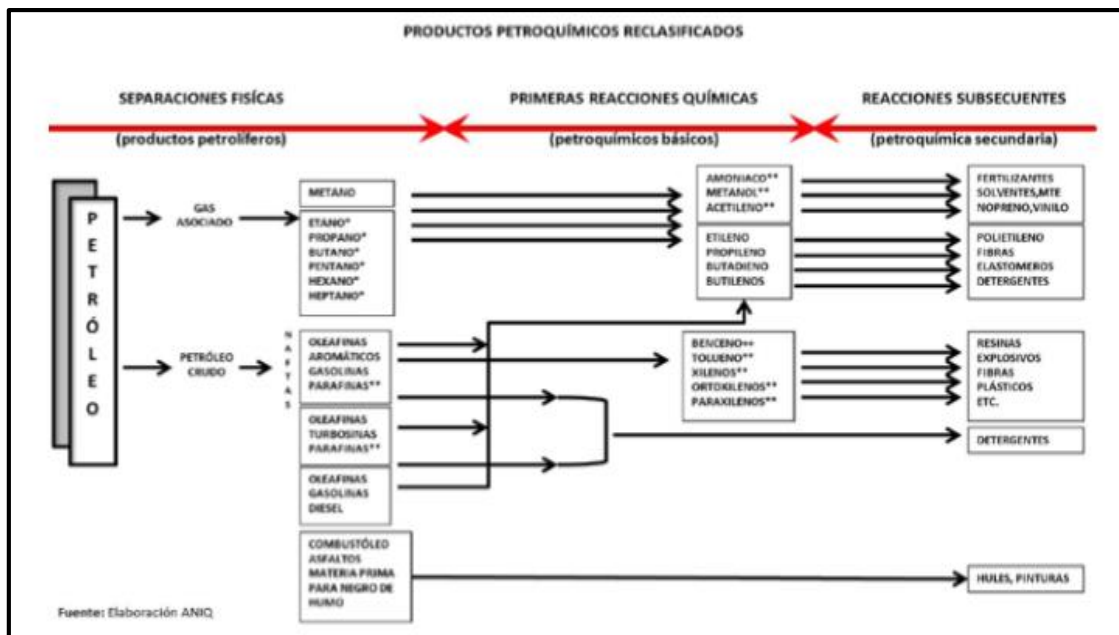 PRODUCTOS PETROQUÍMICOS RECLASIFICADOS
SEPARACIONES FISÍCAS
(productos petrolíferos)
PRIMERAS REACCIONES QUÍMICAS
(petroquímicos básicos)
REACCIONES SUBSECUENTES
(petroquímica secundaria)
PETRÓLEO
GAS
ASOCIADO
PETRÓLEO
CRUDO
METANO
ETANO*
PROPANO*
BUTANO*
PENTANO*
HEXANO*
HEPTANO*
NAFTAS
OLEAFINAS
AROMÁTICOS
GASOLINAS
PARAFINAS**
OLEAFINAS
TURBOSINAS
PARAFINAS**
OLEAFINAS
GASOLINAS
DIESEL
COMBUSTÓLEO
ASFALTOS
MATERIA PRIMA
PARA NEGRO DE
HUMO
AMONIACO**
METANOL**
ACETILENO**
ETILENO
PROPILENO
BUTADIENO
BUTILENOS
BENCENO++
TOLUENO**
XILENOS**
ORTOXILENOS**
PARAXILENOS**
FERTILIZANTES
SOLVENTES,MTE
NOPRENO,VINILO
POLIETILENO
FIBRAS
ELASTOMEROS
DETERGENTES
RESINAS
EXPLOSIVOS
FIBRAS
PLÁSTICOS
ETC.
DETERGENTES
HULES, PINTURAS
Fuente: Elaboración ANIQ